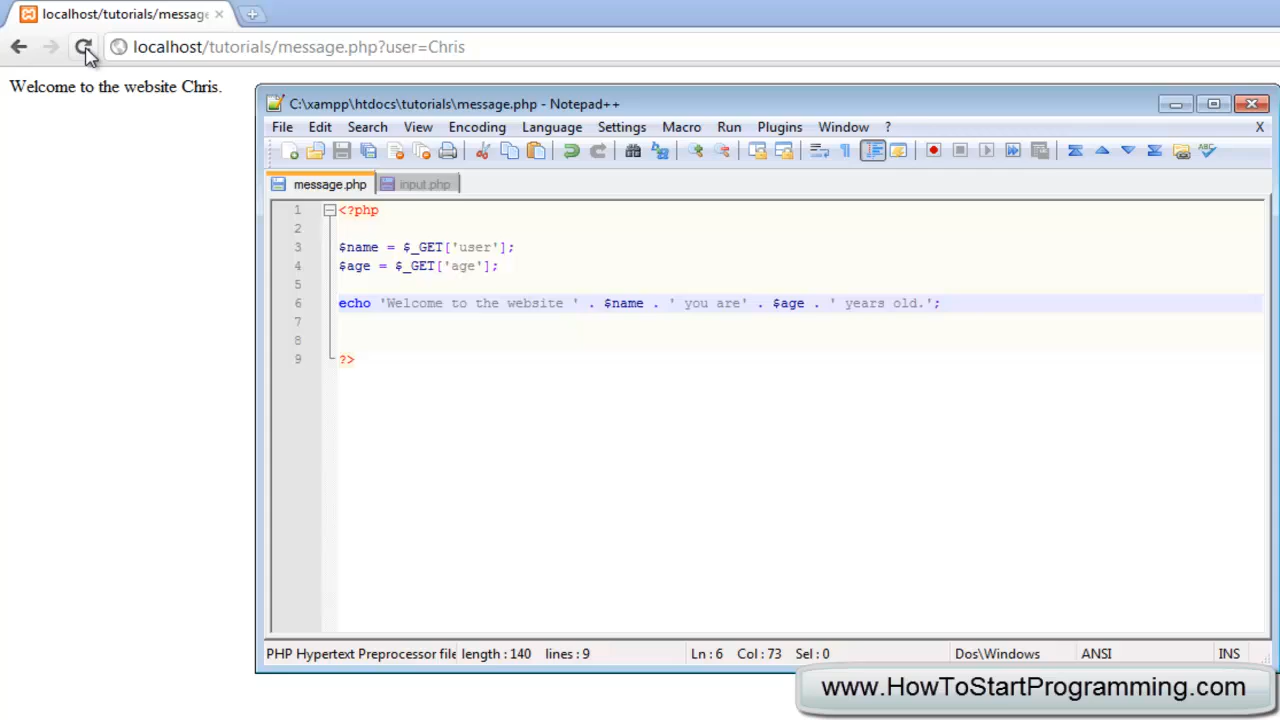 localhost/tutorials/message
localhost/tutorials/message.php?user=Chris
Welcome to the website Chris.
C:\xampp\htdocs\tutorials\message.php - Notepad++
File Edit Search View Encoding Language Settings Macro Run Plugins Window ? X
message.php input.php
1 <?php
2
3 $name = $_GET['user'];
4 $age = $_GET['age'];
5
6 echo 'Welcome to the website ' . $name . ' you are' . $age . ' years old.';
7
8
9 ?>
PHP Hypertext Preprocessor file length : 140 lines : 9 Ln : 6 Col : 73 Sel : 0 Dos\Windows ANSI INS
www.HowToStartProgramming.com